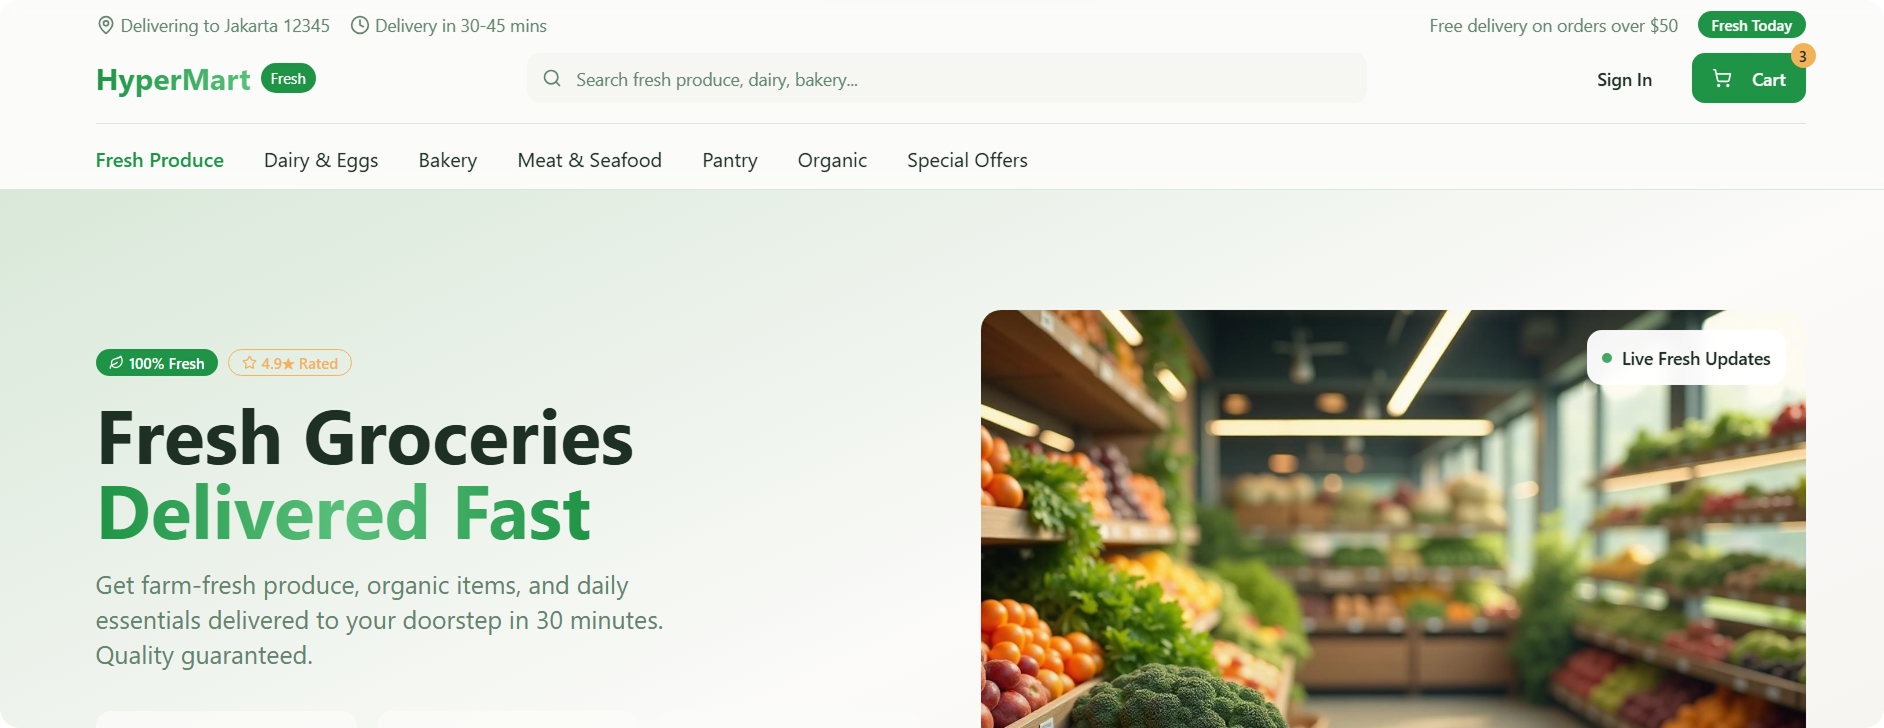 Delivering to Jakarta 12345 Delivery in 30-45 mins Free delivery on orders over $50 Fresh Today
HyperMart Fresh Search fresh produce, dairy, bakery... Sign In Cart 3
Fresh Produce Dairy & Eggs Bakery Meat & Seafood Pantry Organic Special Offers
100% Fresh 4.9★ Rated
Fresh Groceries
Delivered Fast
Get farm-fresh produce, organic items, and daily
essentials delivered to your doorstep in 30 minutes.
Quality guaranteed.
Live Fresh Updates